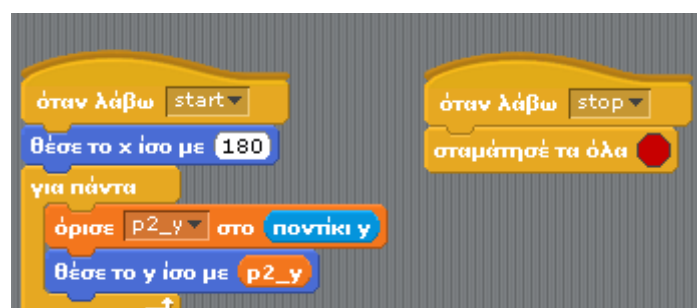 όταν λάβω start
θέσε το x ίσο με 180
για πάντα
όρισε p2_y στο ποντίκι y
θέσε το y ίσο με p2_y
όταν λάβω stop
σταμάτησέ τα όλα